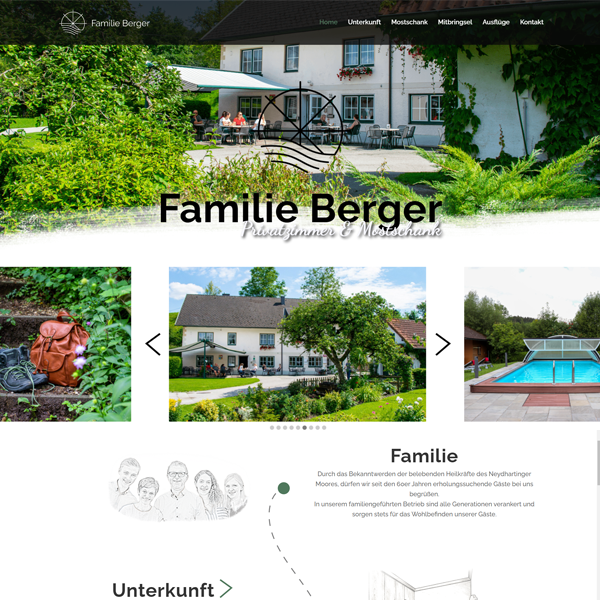 Familie Berger
Home Unterkunft Mostschank Mitbringsel Ausflüge Kontakt
Familie Berger
Privatzimmer & Mostschank
Familie
Durch das Bekanntwerden der belebenden Heilkräfte des Neydhartinger
Moores, dürfen wir seit den 60er Jahren erholungssuchende Gäste bei uns
begrüßen.
In unserem familiengeführten Betrieb sind alle Generationen verankert und
sorgen stets für das Wohlbefinden unserer Gäste.
Unterkunft